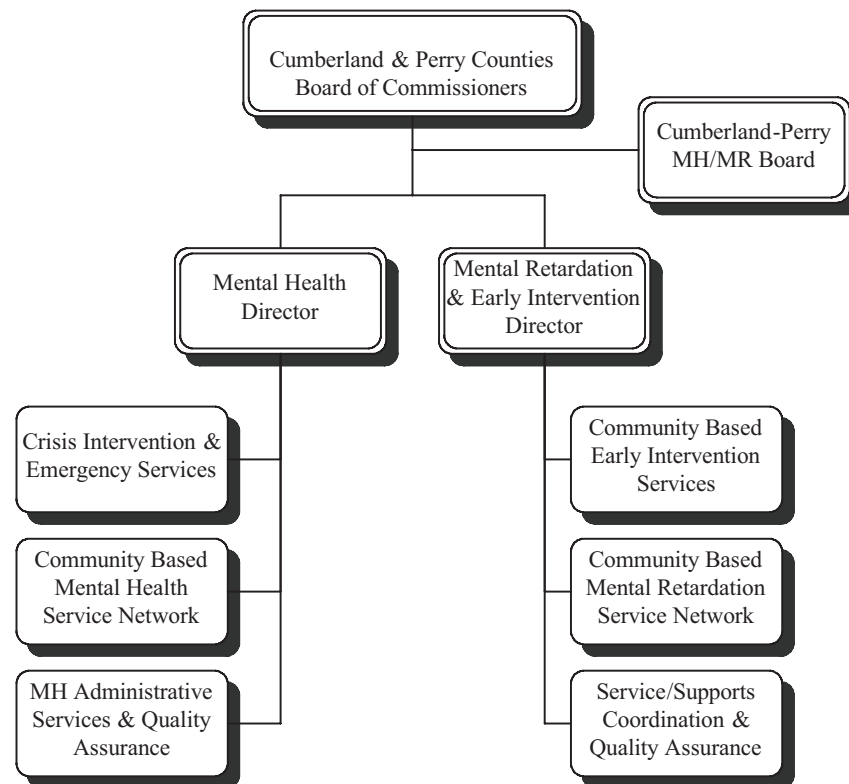 Cumberland & Perry Counties
Board of Commissioners
Cumberland-Perry
MH/MR Board
Mental Health
Director
Mental Retardation
& Early Intervention
Director
Crisis Intervention &
Emergency Services
Community Based
Early Intervention
Services
Community Based
Mental Health
Service Network
Community Based
Mental Retardation
Service Network
MH Administrative
Services & Quality
Assurance
Service/Supports
Coordination &
Quality Assurance